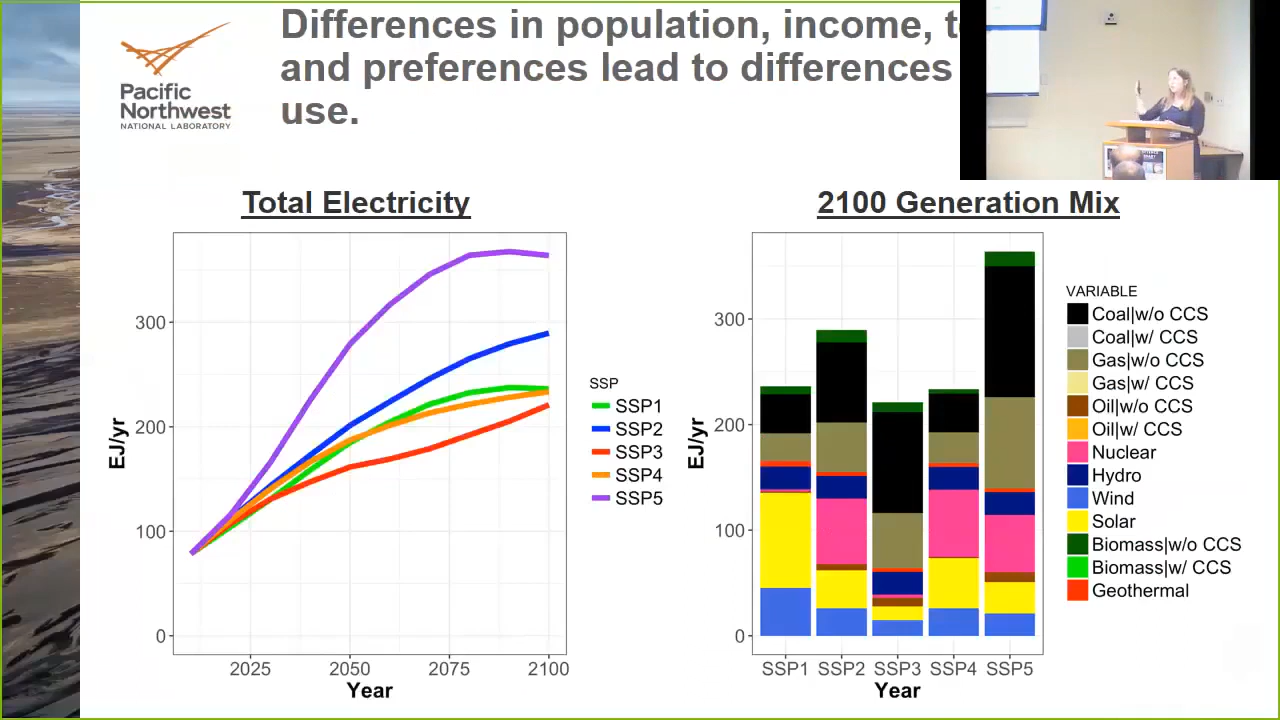 Pacific
Northwest
NATIONAL LABORATORY
Differences in population, income,
and preferences lead to differences
use.
Total Electricity
EJ/yr
300
200
100
0
2025
2050
2075
2100
Year
SSP
SSP1
SSP2
SSP3
SSP4
SSP5
2100 Generation Mix
EJ/yr
300
200
100
0
SSP1
SSP2
SSP3
SSP4
SSP5
Year
VARIABLE
Coal|w/o CCS
Coal|w/ CCS
Gas|w/o CCS
Gas|w/ CCS
Oil|w/o CCS
Oil|w/ CCS
Nuclear
Hydro
Wind
Solar
Biomass|w/o CCS
Biomass|w/ CCS
Geothermal